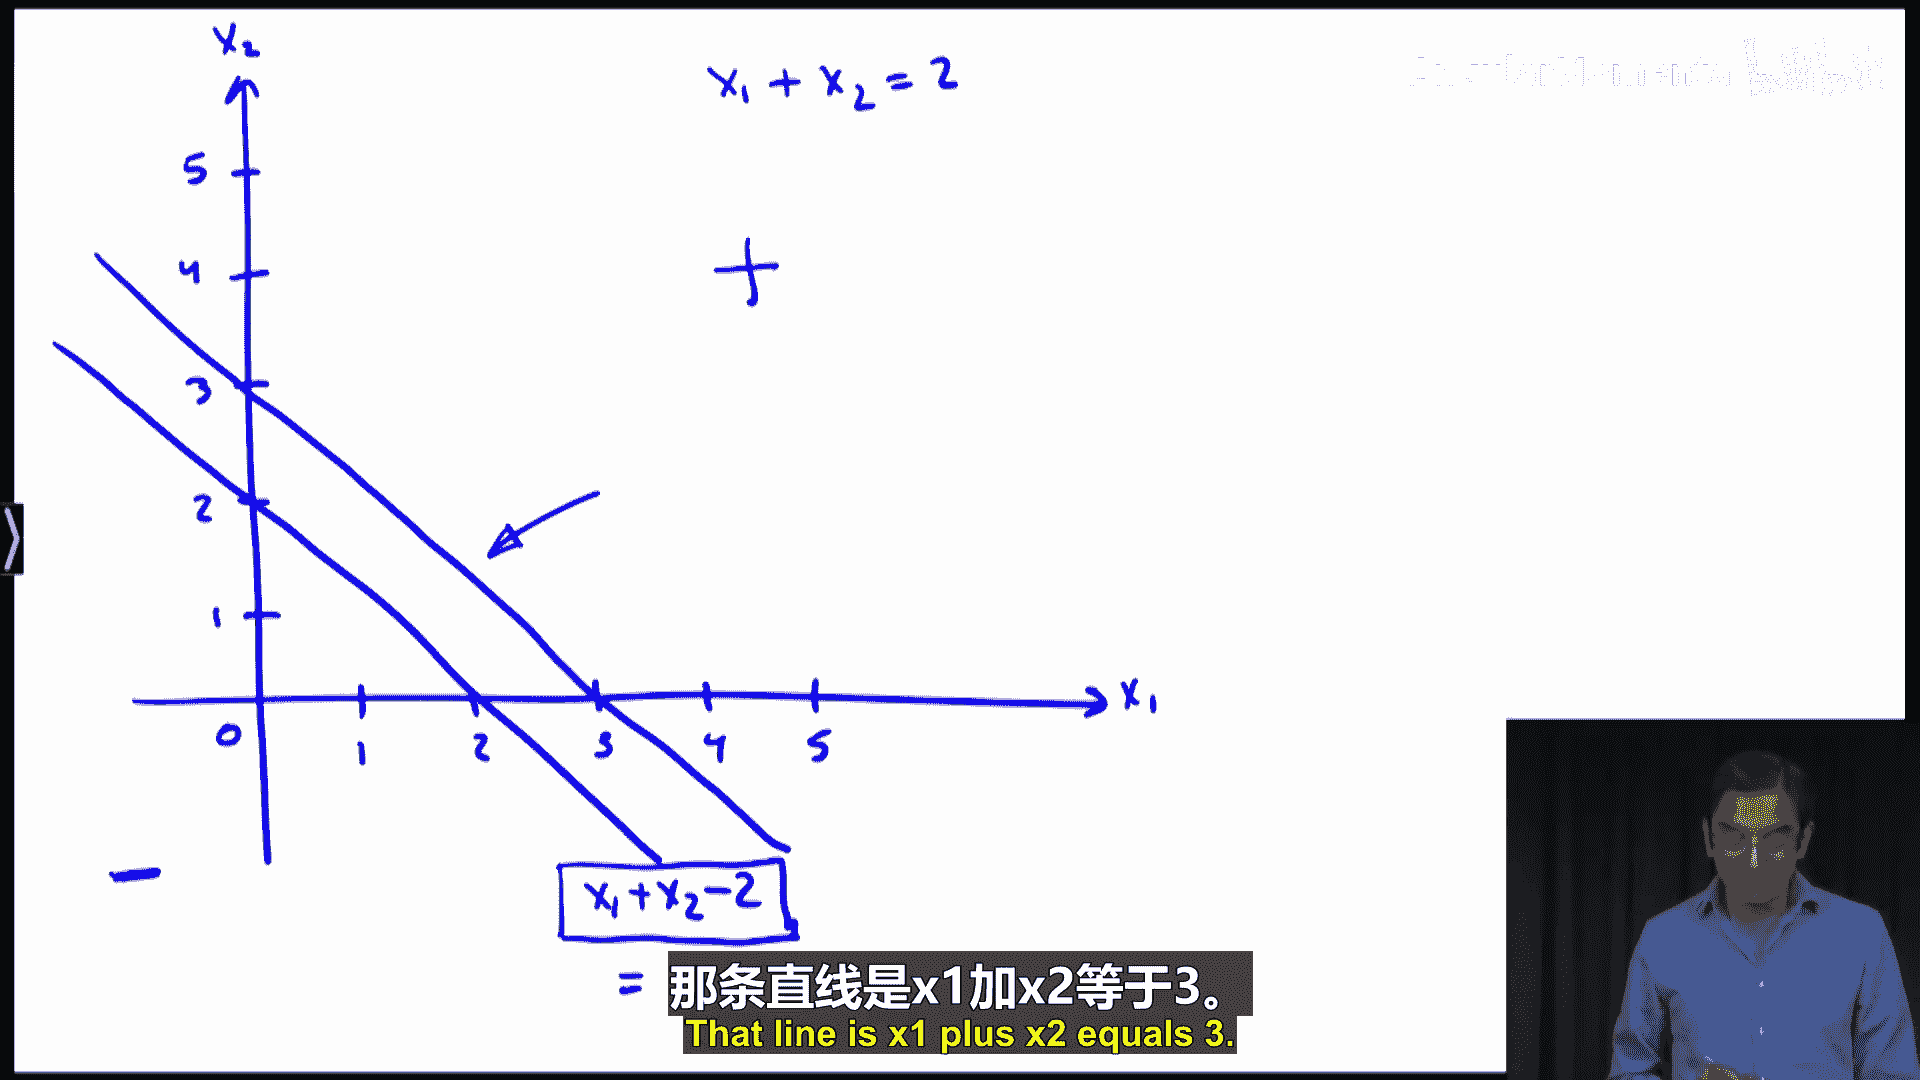 x₂
x₁ + x₂ = 2
5
4
3
2
1
x₁
0 1 2 3 4 5
x₁+x₂−2
=
那条直线是x1加x2等于3。
That line is x1 plus x2 equals 3.